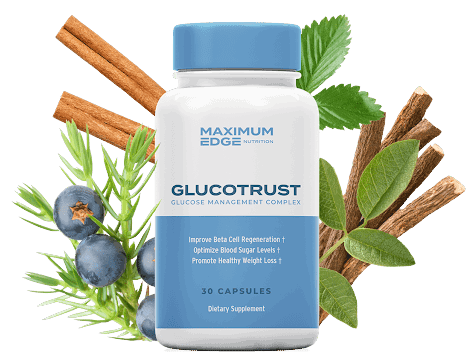 MAXIMUM
EDGE NUTRITION
GLUCOTRUST
GLUCOSE MANAGEMENT COMPLEX
Improve Beta Cell Regeneration †
Optimize Blood Sugar Levels †
Promote Healthy Weight Loss †
30 CAPSULES
Dietary Supplement